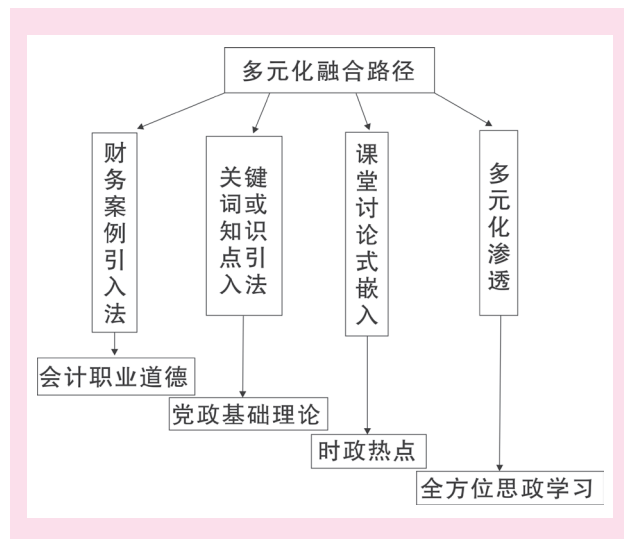 多元化融合路径
财务案例引入法
关键词或知识点引入法
课堂讨论式嵌入
多元化渗透
会计职业道德
党政基础理论
时政热点
全方位思政学习